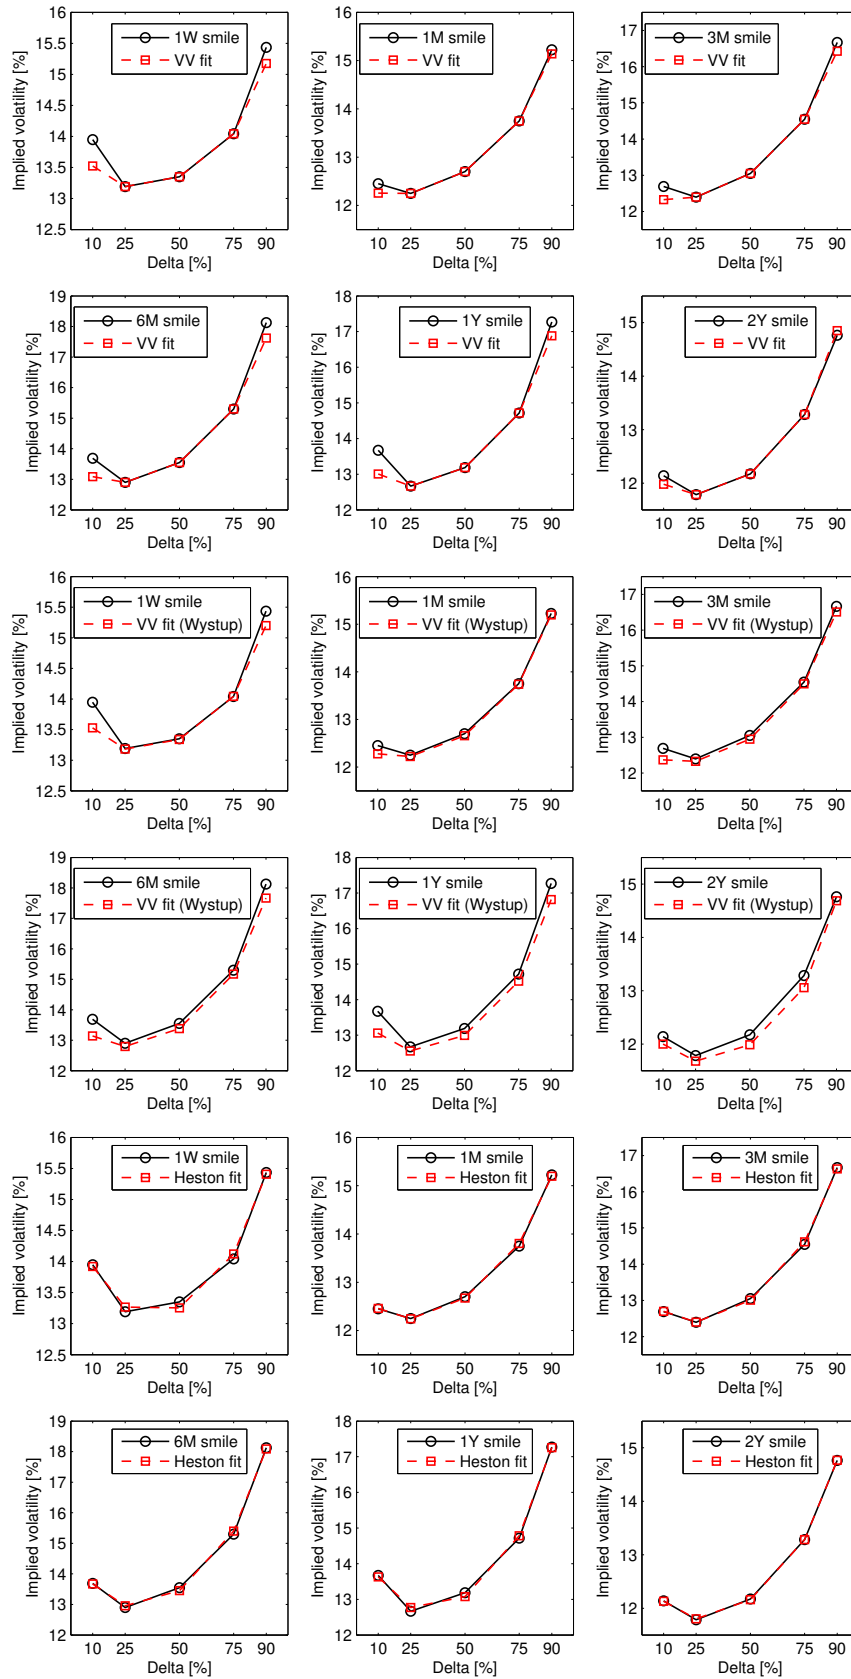 1W smile
VV fit
16
15.5
15
14.5
14
13.5
13
12.5
Implied volatility [%]
10 25 50 75 90
Delta [%]
1M smile
VV fit
16
15
14
13
12
Implied volatility [%]
10 25 50 75 90
Delta [%]
3M smile
VV fit
17
16
15
14
13
12
Implied volatility [%]
10 25 50 75 90
Delta [%]
6M smile
VV fit
19
18
17
16
15
14
13
12
Implied volatility [%]
10 25 50 75 90
Delta [%]
1Y smile
VV fit
18
17
16
15
14
13
12
Implied volatility [%]
10 25 50 75 90
Delta [%]
2Y smile
VV fit
15
14
13
12
Implied volatility [%]
10 25 50 75 90
Delta [%]
1W smile
VV fit (Wystup)
16
15.5
15
14.5
14
13.5
13
12.5
Implied volatility [%]
10 25 50 75 90
Delta [%]
1M smile
VV fit (Wystup)
16
15
14
13
12
Implied volatility [%]
10 25 50 75 90
Delta [%]
3M smile
VV fit (Wystup)
17
16
15
14
13
12
Implied volatility [%]
10 25 50 75 90
Delta [%]
6M smile
VV fit (Wystup)
19
18
17
16
15
14
13
12
Implied volatility [%]
10 25 50 75 90
Delta [%]
1Y smile
VV fit (Wystup)
18
17
16
15
14
13
12
Implied volatility [%]
10 25 50 75 90
Delta [%]
2Y smile
VV fit (Wystup)
15
14
13
12
Implied volatility [%]
10 25 50 75 90
Delta [%]
1W smile
Heston fit
16
15.5
15
14.5
14
13.5
13
12.5
Implied volatility [%]
10 25 50 75 90
Delta [%]
1M smile
Heston fit
16
15
14
13
12
Implied volatility [%]
10 25 50 75 90
Delta [%]
3M smile
Heston fit
17
16
15
14
13
12
Implied volatility [%]
10 25 50 75 90
Delta [%]
6M smile
Heston fit
19
18
17
16
15
14
13
12
Implied volatility [%]
10 25 50 75 90
Delta [%]
1Y smile
Heston fit
18
17
16
15
14
13
12
Implied volatility [%]
10 25 50 75 90
Delta [%]
2Y smile
Heston fit
15
14
13
12
Implied volatility [%]
10 25 50 75 90
Delta [%]